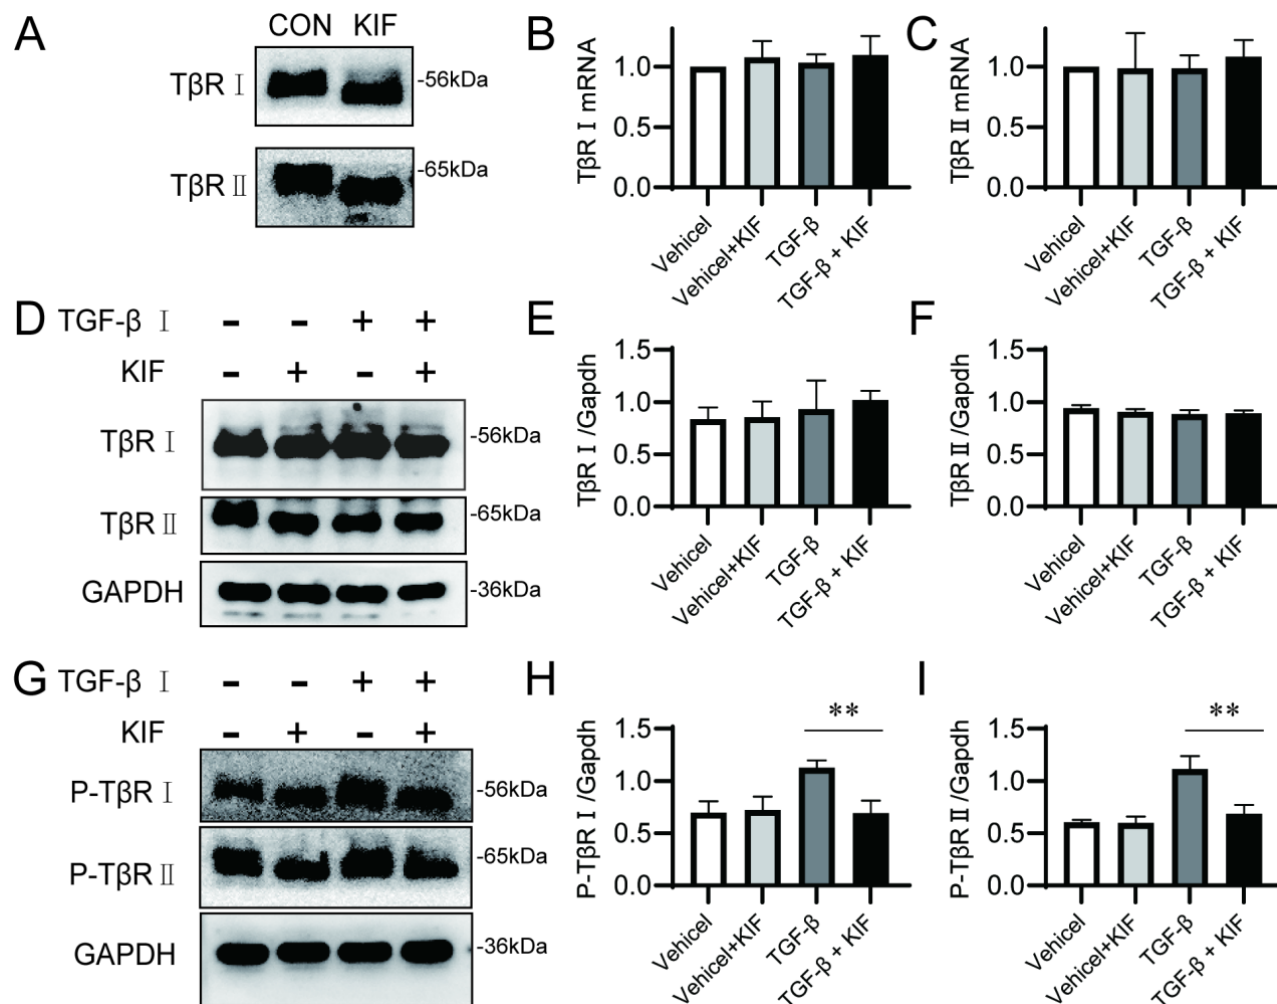 A
CON KIF
TβR Ⅰ
-56kDa
TβR Ⅱ
-65kDa
B
TβR Ⅰ mRNA
1.0
0.5
0.0
Vehicel
Vehicel+KIF
TGF-β
TGF-β + KIF
C
TβR Ⅱ mRNA
1.0
0.5
0.0
Vehicel
Vehicel+KIF
TGF-β
TGF-β + KIF
D
TGF-β Ⅰ - - + +
KIF - + - +
TβR Ⅰ
-56kDa
TβR Ⅱ
-65kDa
GAPDH
-36kDa
E
TβR Ⅰ /Gapdh
1.5
1.0
0.5
0.0
Vehicel
Vehicel+KIF
TGF-β
TGF-β + KIF
F
TβR Ⅱ /Gapdh
1.5
1.0
0.5
0.0
Vehicel
Vehicel+KIF
TGF-β
TGF-β + KIF
G
TGF-β Ⅰ - - + +
KIF - + - +
P-TβR Ⅰ
-56kDa
P-TβR Ⅱ
-65kDa
GAPDH
-36kDa
H
P-TβR Ⅰ /Gapdh
1.5
1.0
0.5
0.0
**
Vehicel
Vehicel+KIF
TGF-β
TGF-β + KIF
I
P-TβR Ⅱ /Gapdh
1.5
1.0
0.5
0.0
**
Vehicel
Vehicel+KIF
TGF-β
TGF-β + KIF